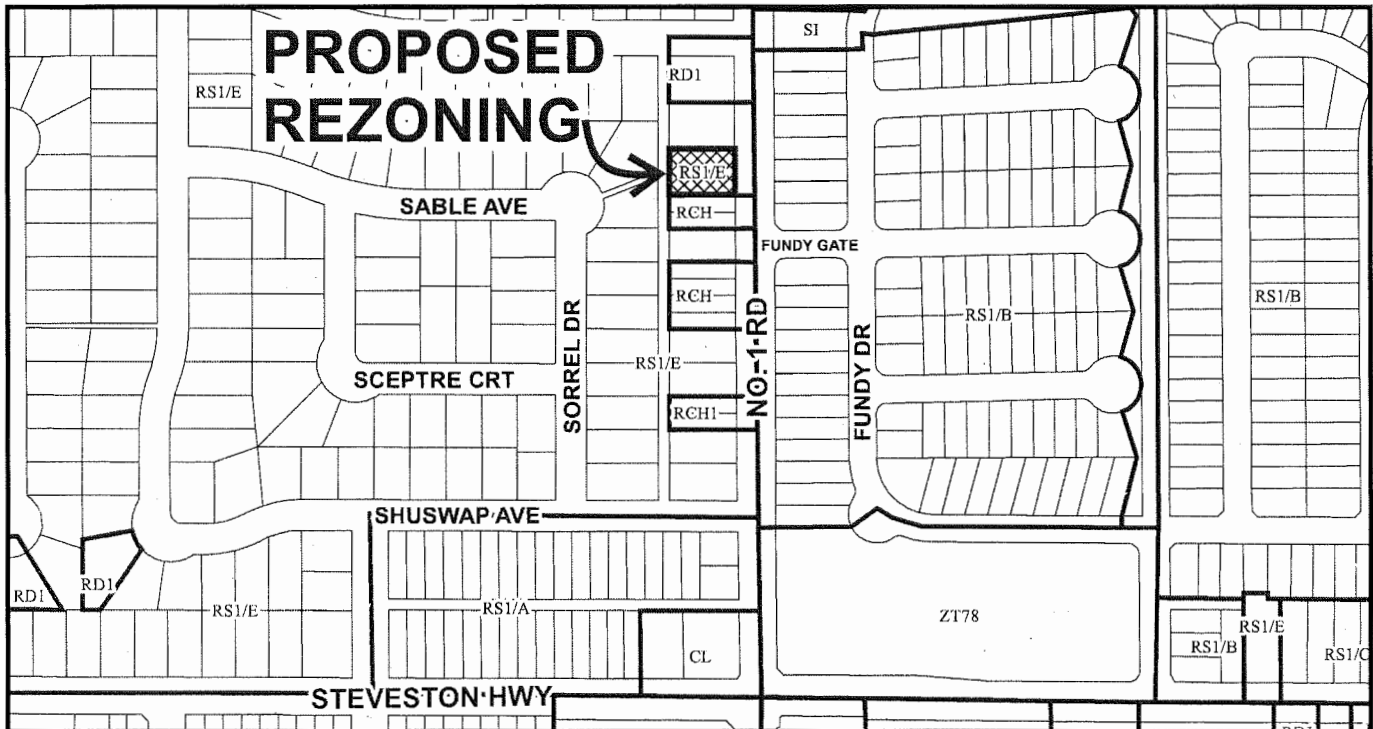 SI
PROPOSED
REZONING
RD1
RS1/E
RS1/E
SABLE AVE
RCH
FUNDY GATE
RCH
RS1/B
RS1/B
NO. 1 RD
SORREL DR
FUNDY DR
RS1/E
SCEPTRE CRT
RCH1
SHUSWAP AVE
RD1
RD1
RS1/E
RS1/A
ZT78
RS1/E
RS1/B
RS1/C
CL
STEVESTON HWY